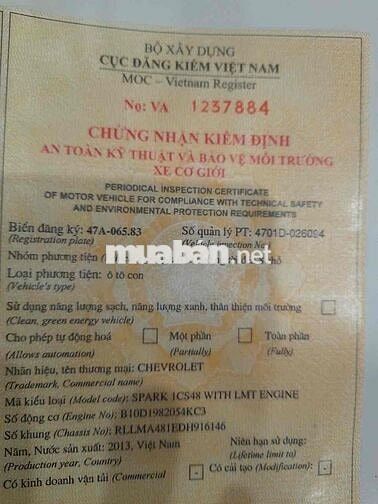 BỘ XÂY DỰNG
CỤC ĐĂNG KIỂM VIỆT NAM
MOC – Vietnam Register
No: VA 1237884
CHỨNG NHẬN KIỂM ĐỊNH
AN TOÀN KỸ THUẬT VÀ BẢO VỆ MÔI TRƯỜNG
XE CƠ GIỚI
PERIODICAL INSPECTION CERTIFICATE
OF MOTOR VEHICLE FOR COMPLIANCE WITH TECHNICAL SAFETY
AND ENVIRONMENTAL PROTECTION REQUIREMENTS
Biển đăng ký: 47A-065.83 Số quản lý PT: 4701D-026094
(Registration plate) (Vehicle inspection No
Nhóm phương tiện
muaban.net
Loại phương tiện: ô tô con
(Vehicle's type)
Sử dụng năng lượng sạch, năng lượng xanh, thân thiện môi trường
(Clean, green energy vehicle)
Cho phép tự động hoá Một phần Toàn phần
(Allows automation) (Partially) (Fully)
Nhãn hiệu, tên thương mại: CHEVROLET
(Trademark, Commercial name)
Mã kiểu loại (Model code): SPARK 1CS48 WITH LMT ENGINE
Số động cơ (Engine No): B10D1982054KC3
Số khung (Chassis No): RLLMA481EDH916146
Năm, Nước sản xuất: 2013, Việt Nam Niên hạn sử dụng:
(Production year, Country) (Lifetime limit to)
Có kinh doanh vận tải (Commercial Có cải tạo (Modification):